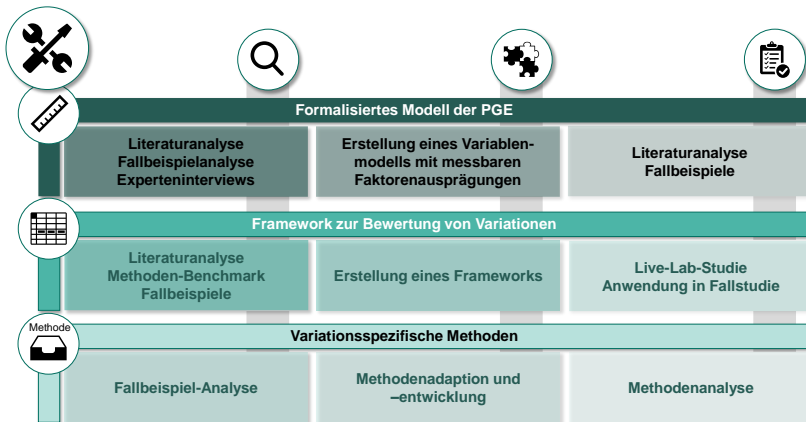 Formalisiertes Modell der PGE
Literaturanalyse
Fallbeispielanalyse
Experteninterviews
Erstellung eines Variablen-
modells mit messbaren
Faktorenausprägungen
Literaturanalyse
Fallbeispiele
Framework zur Bewertung von Variationen
Literaturanalyse
Methoden-Benchmark
Fallbeispiele
Erstellung eines Frameworks
Live-Lab-Studie
Anwendung in Fallstudie
Methode
Variationsspezifische Methoden
Fallbeispiel-Analyse
Methodenadaption und
–entwicklung
Methodenanalyse